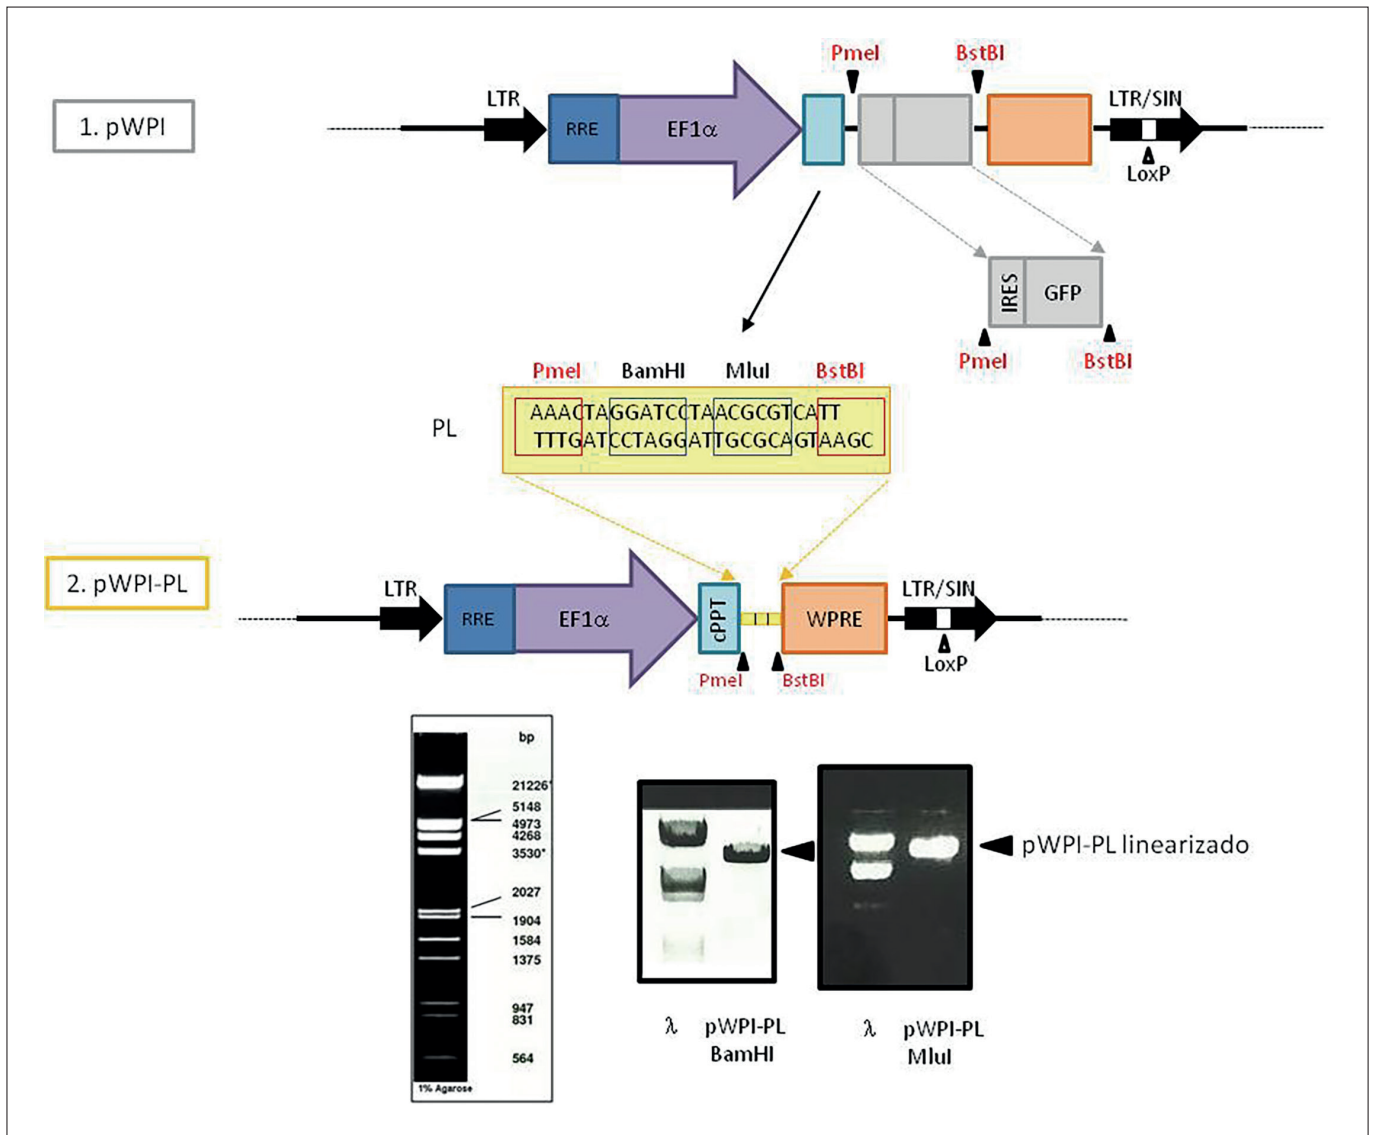 PmeI
BstBI
1. pWPI
LTR
RRE
EF1α
LTR/SIN
LoxP
IRES
GFP
PmeI
BstBI
PmeI
BamHI
MluI
BstBI
PL
AAACTAGGATCCTAACGCGTCATT
TTTGATCCTAGGATTGCGCAGTAAGC
2. pWPI-PL
LTR
RRE
EF1α
cPPT
WPRE
LTR/SIN
LoxP
PmeI
BstBI
bp
21226*
5148
4973
4268
3530*
2027
1904
1584
1375
947
831
564
1% Agarose
pWPI-PL linearizado
λ
pWPI-PL
BamHI
λ
pWPI-PL
MluI